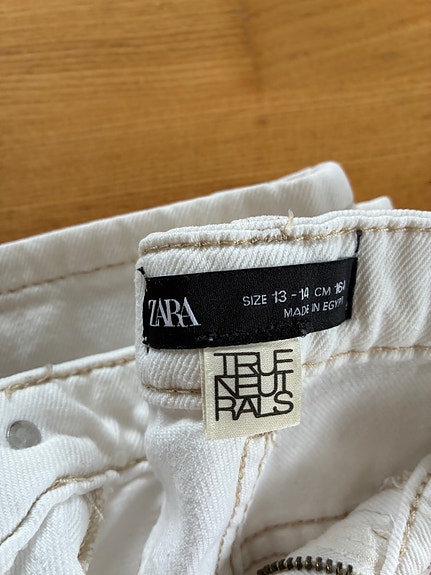 ZARA
SIZE 13 - 14 CM 164
MADE IN EGYPT
TRUE
NEUT
RALS